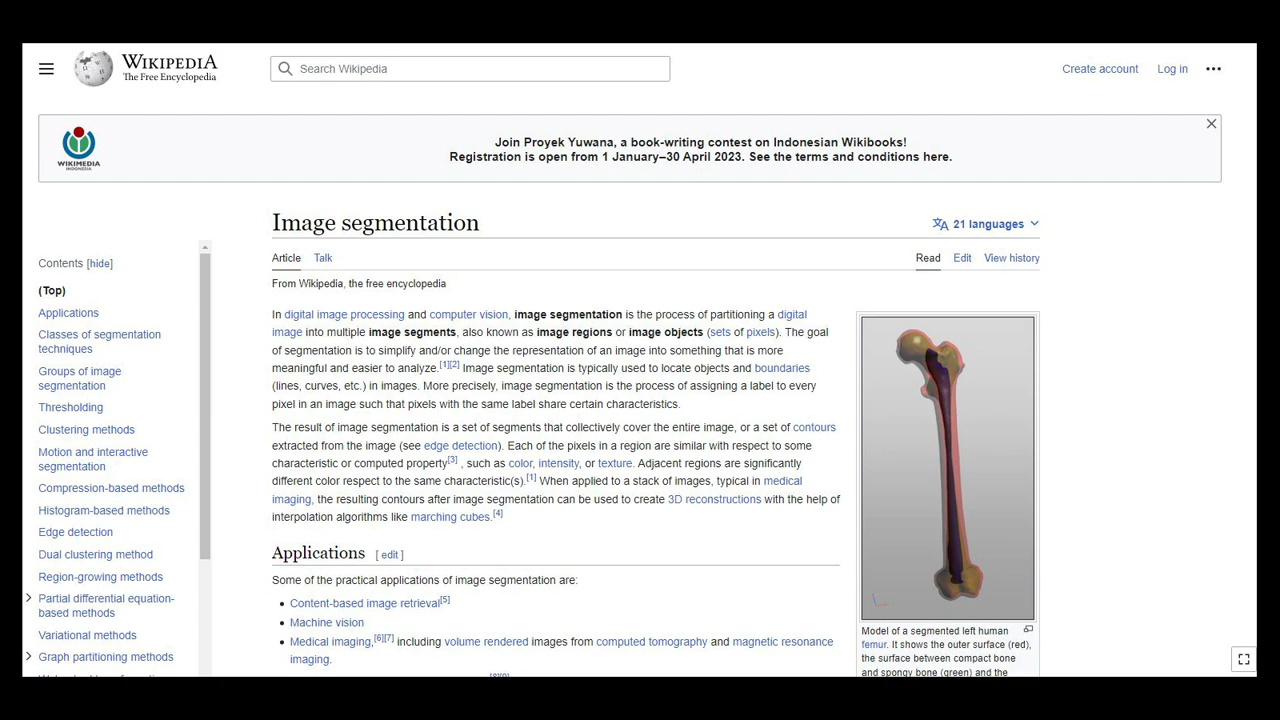 WIKIPEDIA
The Free Encyclopedia
Search Wikipedia
Create account
Log in
WIKIMEDIA
INDONESIA
Join Proyek Yuwana, a book-writing contest on Indonesian Wikibooks!
Registration is open from 1 January–30 April 2023. See the terms and conditions here.
Image segmentation
21 languages
Article
Talk
Read
Edit
View history
From Wikipedia, the free encyclopedia
Contents [hide]
(Top)
Applications
Classes of segmentation
techniques
Groups of image
segmentation
Thresholding
Clustering methods
Motion and interactive
segmentation
Compression-based methods
Histogram-based methods
Edge detection
Dual clustering method
Region-growing methods
Partial differential equation-
based methods
Variational methods
Graph partitioning methods
In digital image processing and computer vision, image segmentation is the process of partitioning a digital
image into multiple image segments, also known as image regions or image objects (sets of pixels). The goal
of segmentation is to simplify and/or change the representation of an image into something that is more
meaningful and easier to analyze.[1][2] Image segmentation is typically used to locate objects and boundaries
(lines, curves, etc.) in images. More precisely, image segmentation is the process of assigning a label to every
pixel in an image such that pixels with the same label share certain characteristics.
The result of image segmentation is a set of segments that collectively cover the entire image, or a set of contours
extracted from the image (see edge detection). Each of the pixels in a region are similar with respect to some
characteristic or computed property[3] , such as color, intensity, or texture. Adjacent regions are significantly
different color respect to the same characteristic(s).[1] When applied to a stack of images, typical in medical
imaging, the resulting contours after image segmentation can be used to create 3D reconstructions with the help of
interpolation algorithms like marching cubes.[4]
Applications [ edit ]
Some of the practical applications of image segmentation are:
• Content-based image retrieval[5]
• Machine vision
• Medical imaging,[6][7] including volume rendered images from computed tomography and magnetic resonance
imaging.
Model of a segmented left human
femur. It shows the outer surface (red),
the surface between compact bone
and spongy bone (green) and the